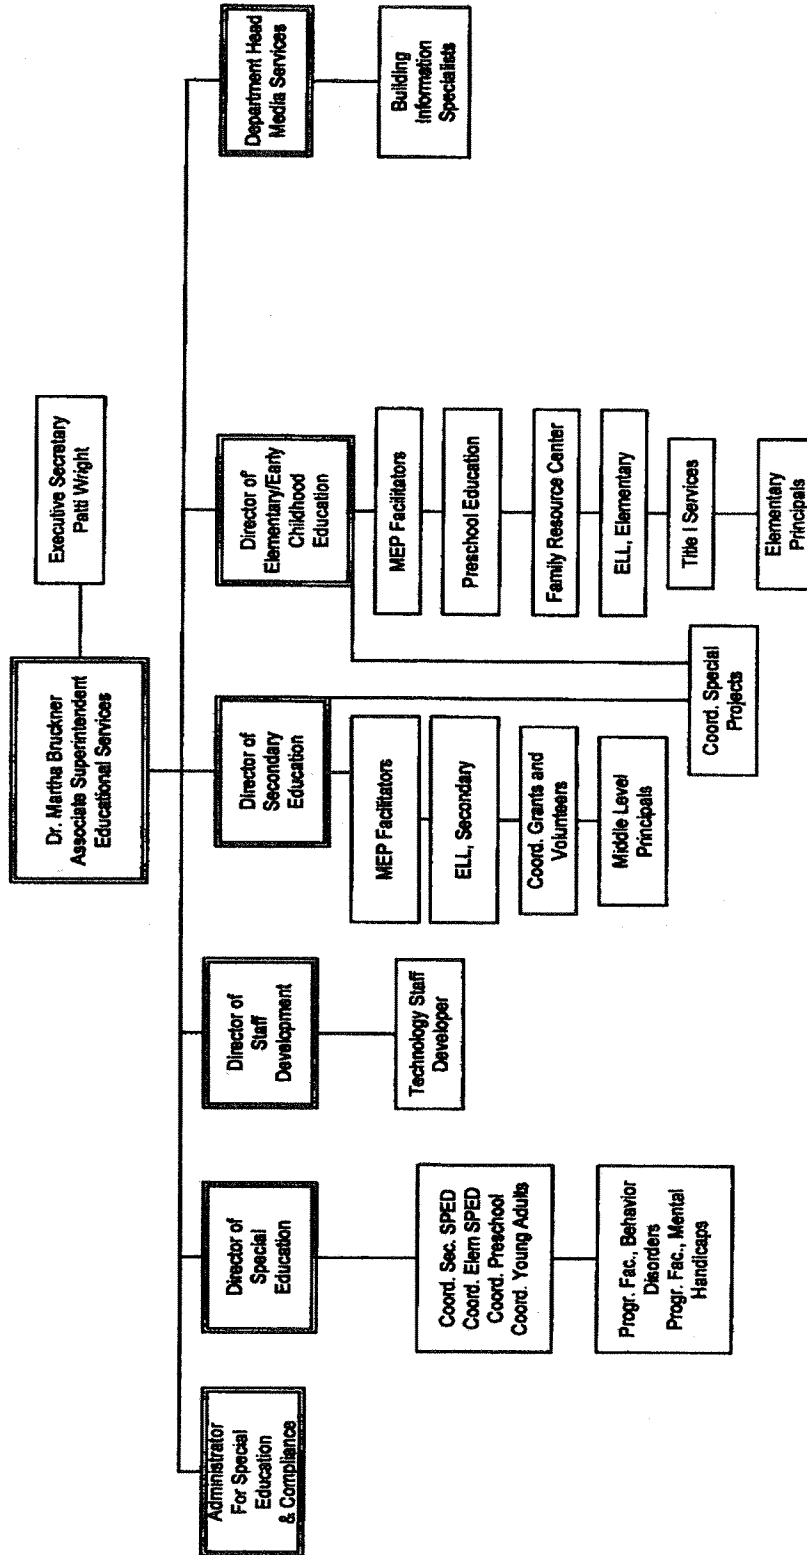 Dr. Martha Bruckner
Associate Superintendent
Educational Services
Executive Secretary
Patti Wright
Administrator
For Special
Education
& Compliance
Director of
Special
Education
Coord. Sec. SPED
Coord. Elem SPED
Coord. Preschool
Coord. Young Adults
Progr. Fac., Behavior
Disorders
Progr. Fac., Mental
Handicaps
Director of
Staff
Development
Technology Staff
Developer
Director of
Secondary
Education
MEP Facilitators
ELL, Secondary
Coord. Grants and
Volunteers
Middle Level
Principals
Coord. Special
Projects
Director of
Elementary/Early
Childhood
Education
MEP Facilitators
Preschool Education
Family Resource Center
ELL, Elementary
Title I Services
Elementary
Principals
Department Head
Media Services
Building
Information
Specialists